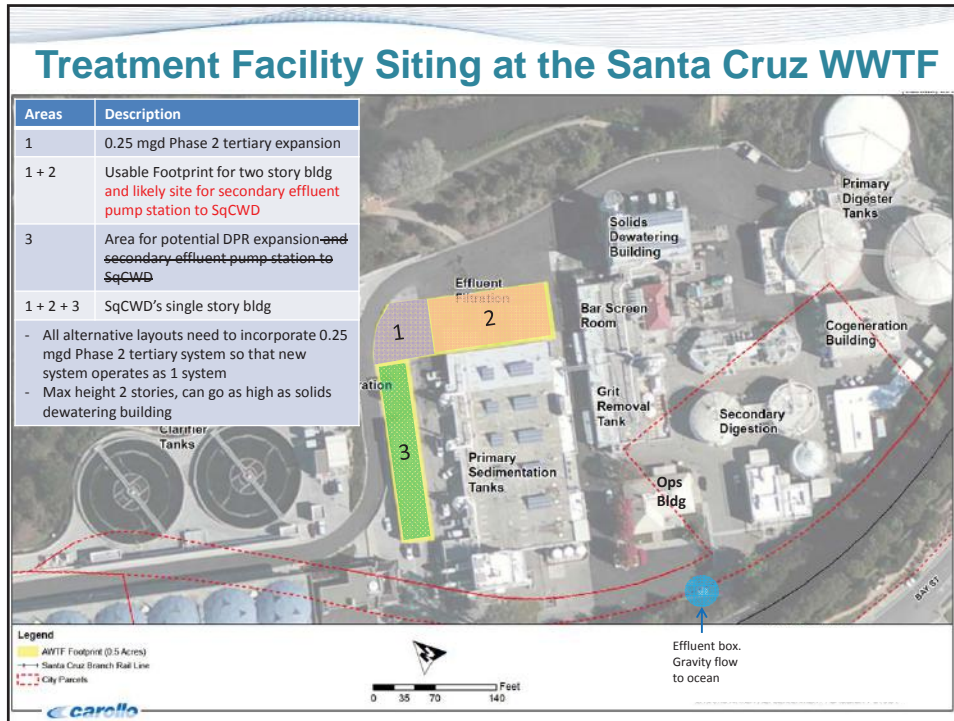 Treatment Facility Siting at the Santa Cruz WWTF
Areas Description
1 0.25 mgd Phase 2 tertiary expansion
1 + 2 Usable Footprint for two story bldg
and likely site for secondary effluent
pump station to SqCWD
3 Area for potential DPR expansion and
secondary effluent pump station to
SqCWD
1 + 2 + 3 SqCWD's single story bldg
- All alternative layouts need to incorporate 0.25
mgd Phase 2 tertiary system so that new
system operates as 1 system
- Max height 2 stories, can go as high as solids
dewatering building
Primary
Digester
Tanks
Solids
Dewatering
Building
Effluent
Filtration
1
2
Bar Screen
Room
Cogeneration
Building
Grit
Removal
Tank
Secondary
Digestion
Clarifier
Tanks
3
Primary
Sedimentation
Tanks
Ops
Bldg
BAY ST
Legend
AWTF Footprint (0.5 Acres)
Santa Cruz Branch Rail Line
City Parcels
N
Feet
0 35 70 140
Effluent box.
Gravity flow
to ocean
carollo